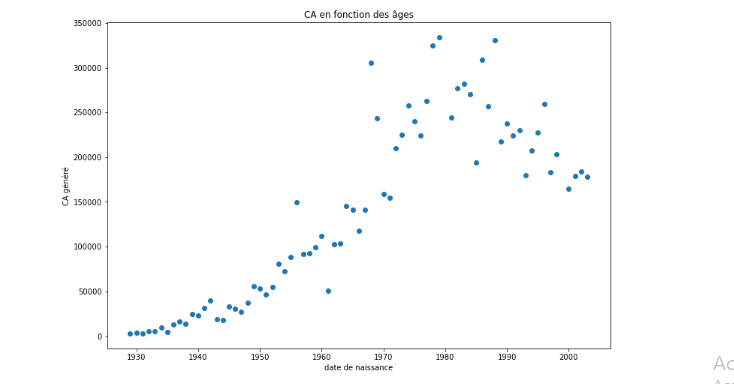 CA en fonction des âges
350000
300000
250000
200000
150000
100000
50000
0
CA généré
1930 1940 1950 1960 1970 1980 1990 2000
date de naissance
Ac